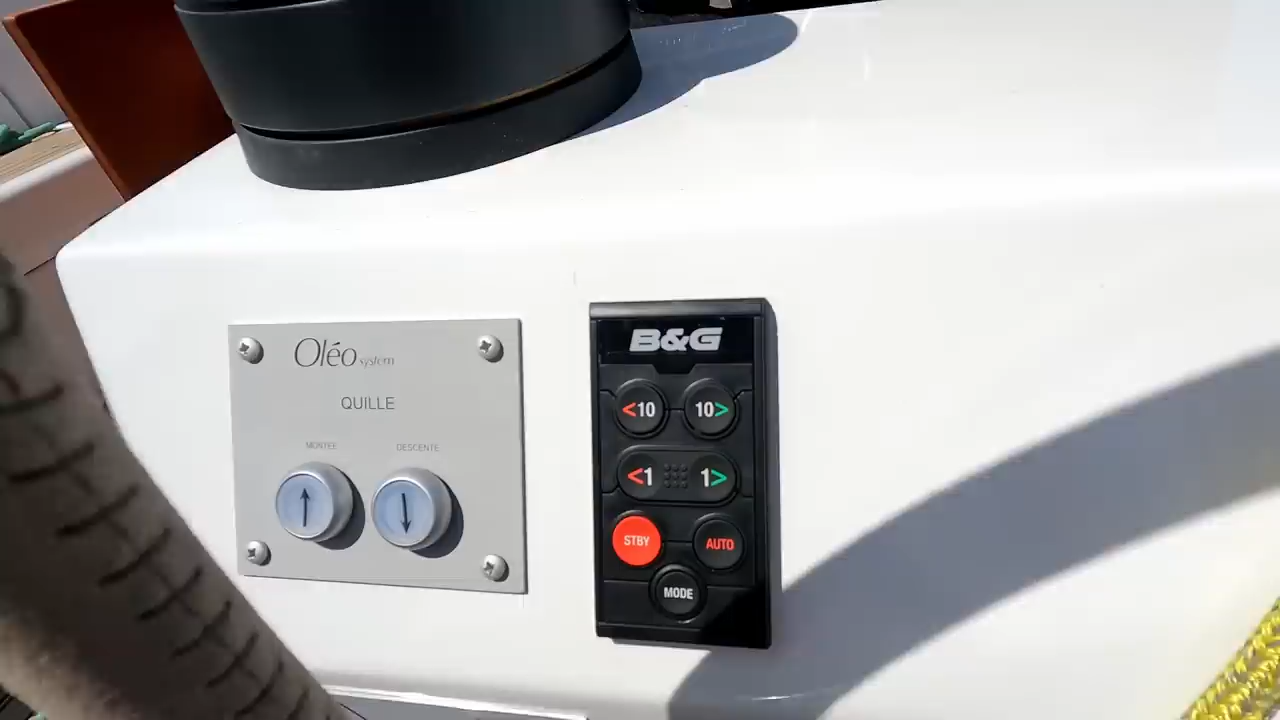 Oléo system
QUILLE
MONTEE DESCENTE
B&G
<10 10>
<1 1>
STBY AUTO
MODE